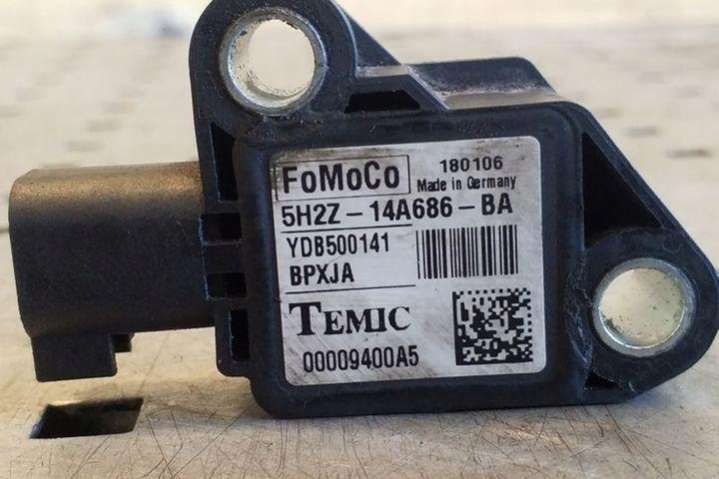 FoMoCo
180106
Made in Germany
5H2Z-14A686-BA
YDB500141
BPXJA
TEMIC
00009400A5